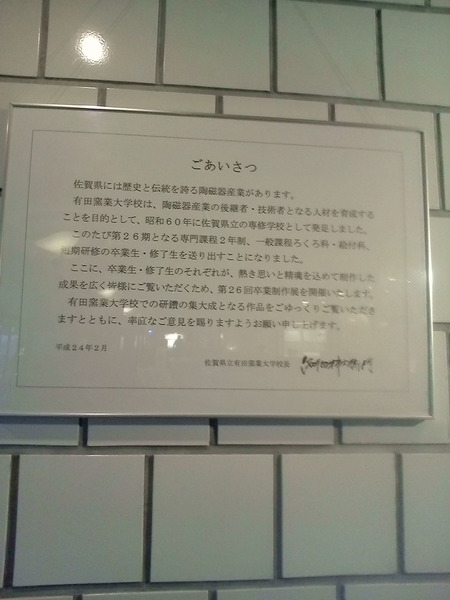 ごあいさつ
佐賀県には歴史と伝統を誇る陶磁器産業があります。
有田窯業大学校は、陶磁器産業の後継者・技術者となる人材を育成する
ことを目的として、昭和60年に佐賀県立の専修学校として発足しました。
このたび第26期となる専門課程2年制、一般課程ろくろ科・絵付科、
短期研修の卒業生・修了生を送り出すことになりました。
ここに、卒業生・修了生のそれぞれが、熱き思いと精魂を込めて制作した
成果を広く皆様にご覧いただくため、第26回卒業制作展を開催いたします。
有田窯業大学校での研鑽の集大成となる作品をごゆっくりご覧いただき
ますとともに、率直なご意見を賜りますようお願い申し上げます。
平成24年2月
佐賀県立有田窯業大学校長